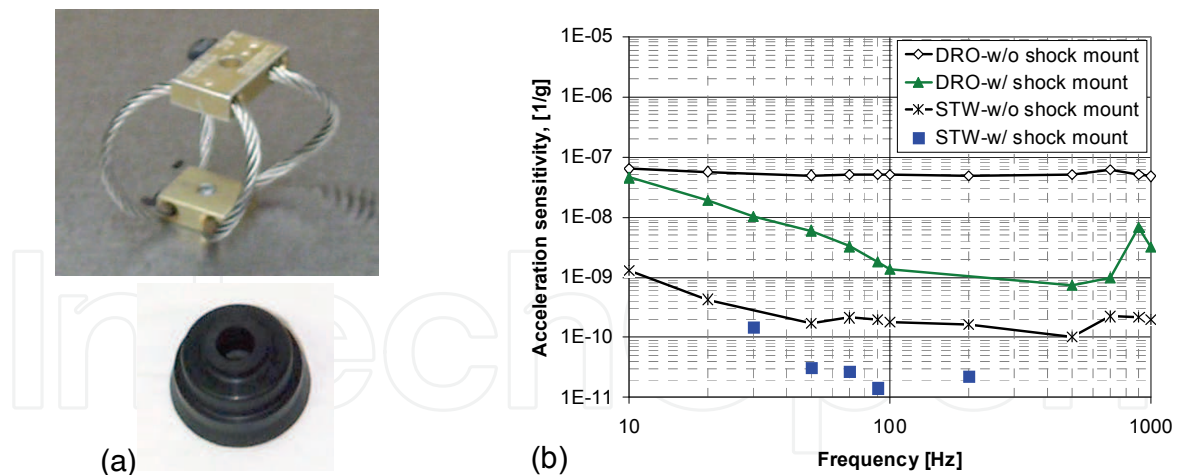 1E-05
1E-06
1E-07
1E-08
1E-09
1E-10
1E-11
Acceleration sensitivity, [1/g]
DRO-w/o shock mount
DRO-w/ shock mount
STW-w/o shock mount
STW-w/ shock mount
10 100 1000
Frequency [Hz]
(a)
(b)
IntechOpen